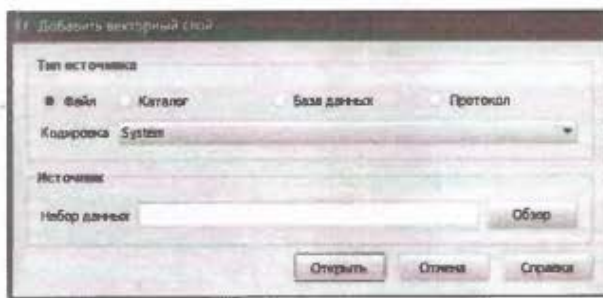 Добавить векторный слой
Тип источника
Файл Каталог База данных Протокол
Кодировка System
Источник
Набор данных Обзор
Открыть Отмена Справка